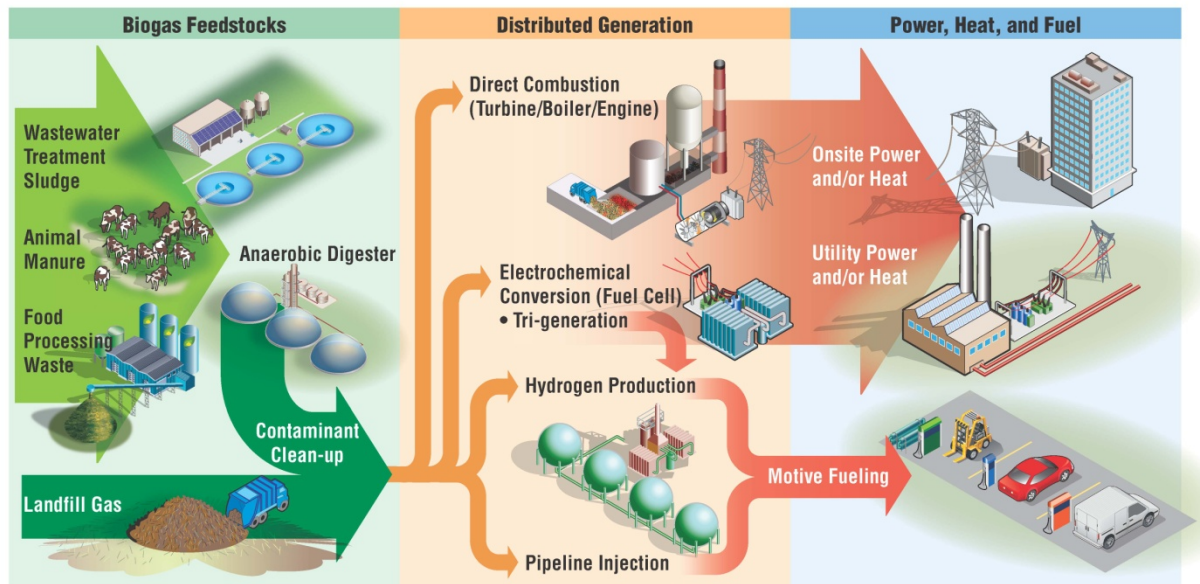 Biogas Feedstocks
Distributed Generation
Power, Heat, and Fuel
Wastewater
Treatment
Sludge
Animal
Manure
Food
Processing
Waste
Anaerobic Digester
Contaminant
Clean-up
Landfill Gas
Direct Combustion
(Turbine/Boiler/Engine)
Electrochemical
Conversion (Fuel Cell)
• Tri-generation
Hydrogen Production
Pipeline Injection
Onsite Power
and/or Heat
Utility Power
and/or Heat
Motive Fueling